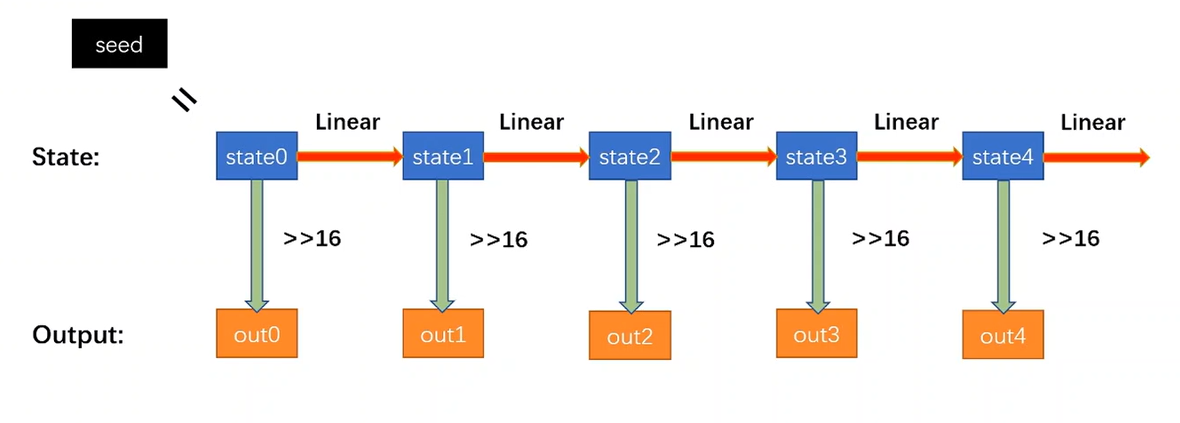 seed
Linear Linear Linear Linear Linear
State: state0 state1 state2 state3 state4
>>16 >>16 >>16 >>16 >>16
Output: out0 out1 out2 out3 out4